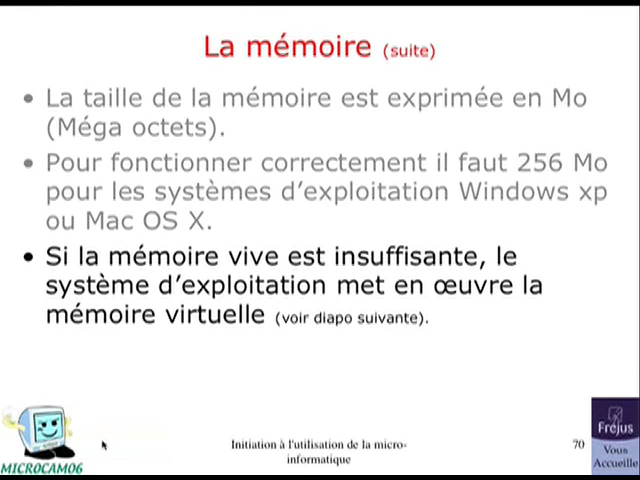 La mémoire (suite)
• La taille de la mémoire est exprimée en Mo
(Méga octets).
• Pour fonctionner correctement il faut 256 Mo
pour les systèmes d'exploitation Windows xp
ou Mac OS X.
• Si la mémoire vive est insuffisante, le
système d'exploitation met en œuvre la
mémoire virtuelle (voir diapo suivante).
MICROCAM06
Initiation à l'utilisation de la micro-
informatique
70
Fréjus
Vous
Accueille